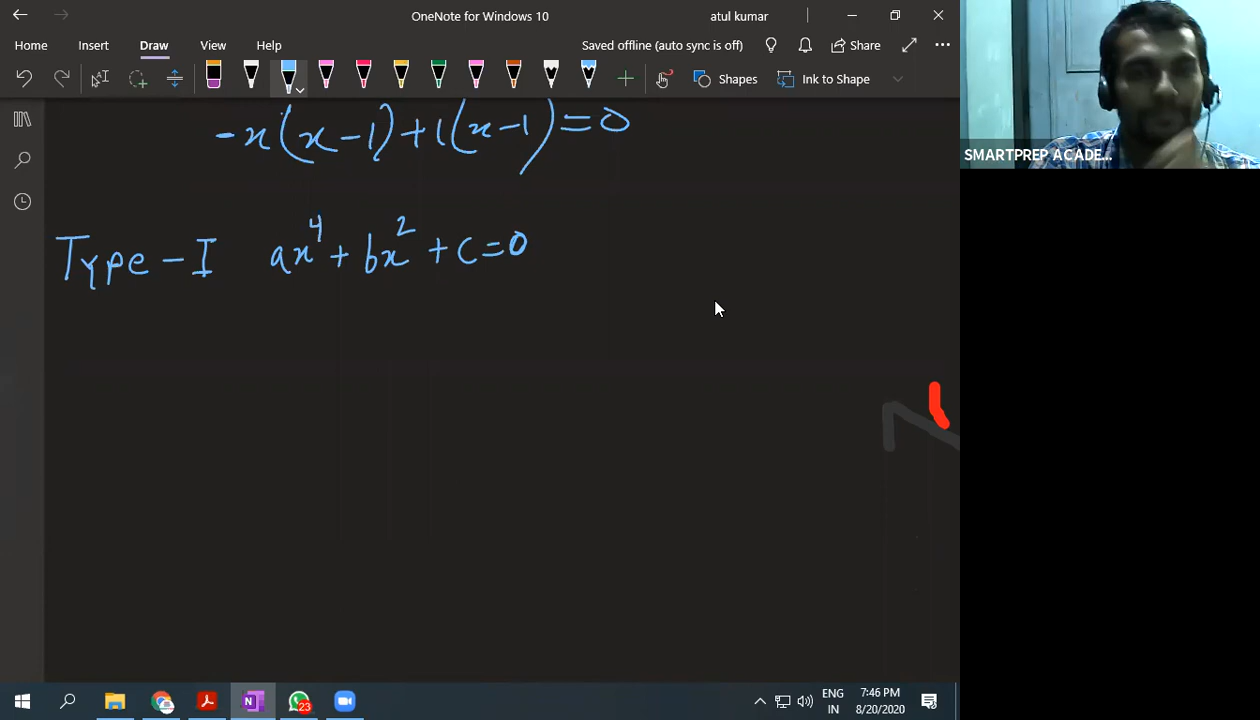 OneNote for Windows 10
atul kumar
Home Insert Draw View Help
Saved offline (auto sync is off)
Share
Shapes
Ink to Shape
SMARTPREP ACADE...
-x(x-1)+1(x-1)=0
Type-I ax⁴+bx²+c=0
N
23
ENG
IN
7:46 PM
8/20/2020